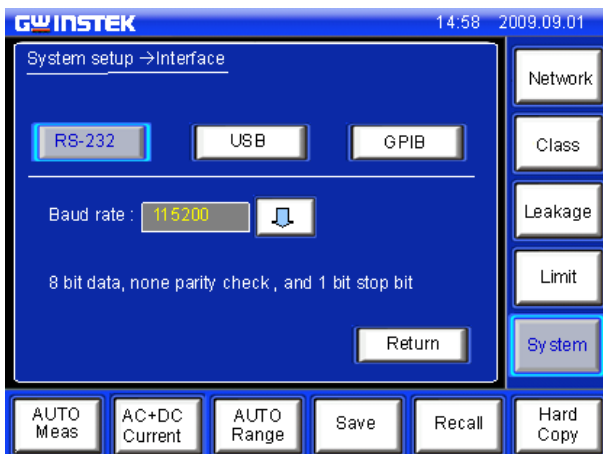 GWINSTEK 14:58 2009.09.01
System setup →Interface
Network
RS-232 USB GPIB
Class
Baud rate : 115200
Leakage
8 bit data, none parity check, and 1 bit stop bit
Limit
Return
System
AUTO Meas
AC+DC Current
AUTO Range
Save
Recall
Hard Copy